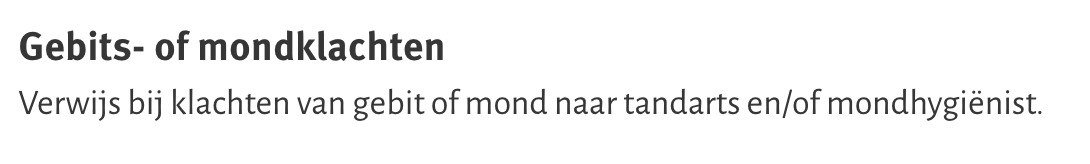 Gebits- of mondklachten
Verwijs bij klachten van gebit of mond naar tandarts en/of mondhygiënist.